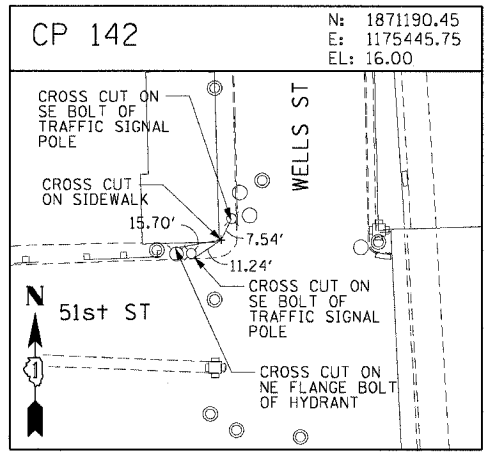 CP 142
N: 1871190.45
E: 1175445.75
EL: 16.00
CROSS CUT ON
SE BOLT OF
TRAFFIC SIGNAL
POLE
WELLS ST
CROSS CUT
ON SIDEWALK
15.70'
7.54'
11.24'
CROSS CUT ON
SE BOLT OF
TRAFFIC SIGNAL
POLE
N
51st ST
1
CROSS CUT ON
NE FLANGE BOLT
OF HYDRANT